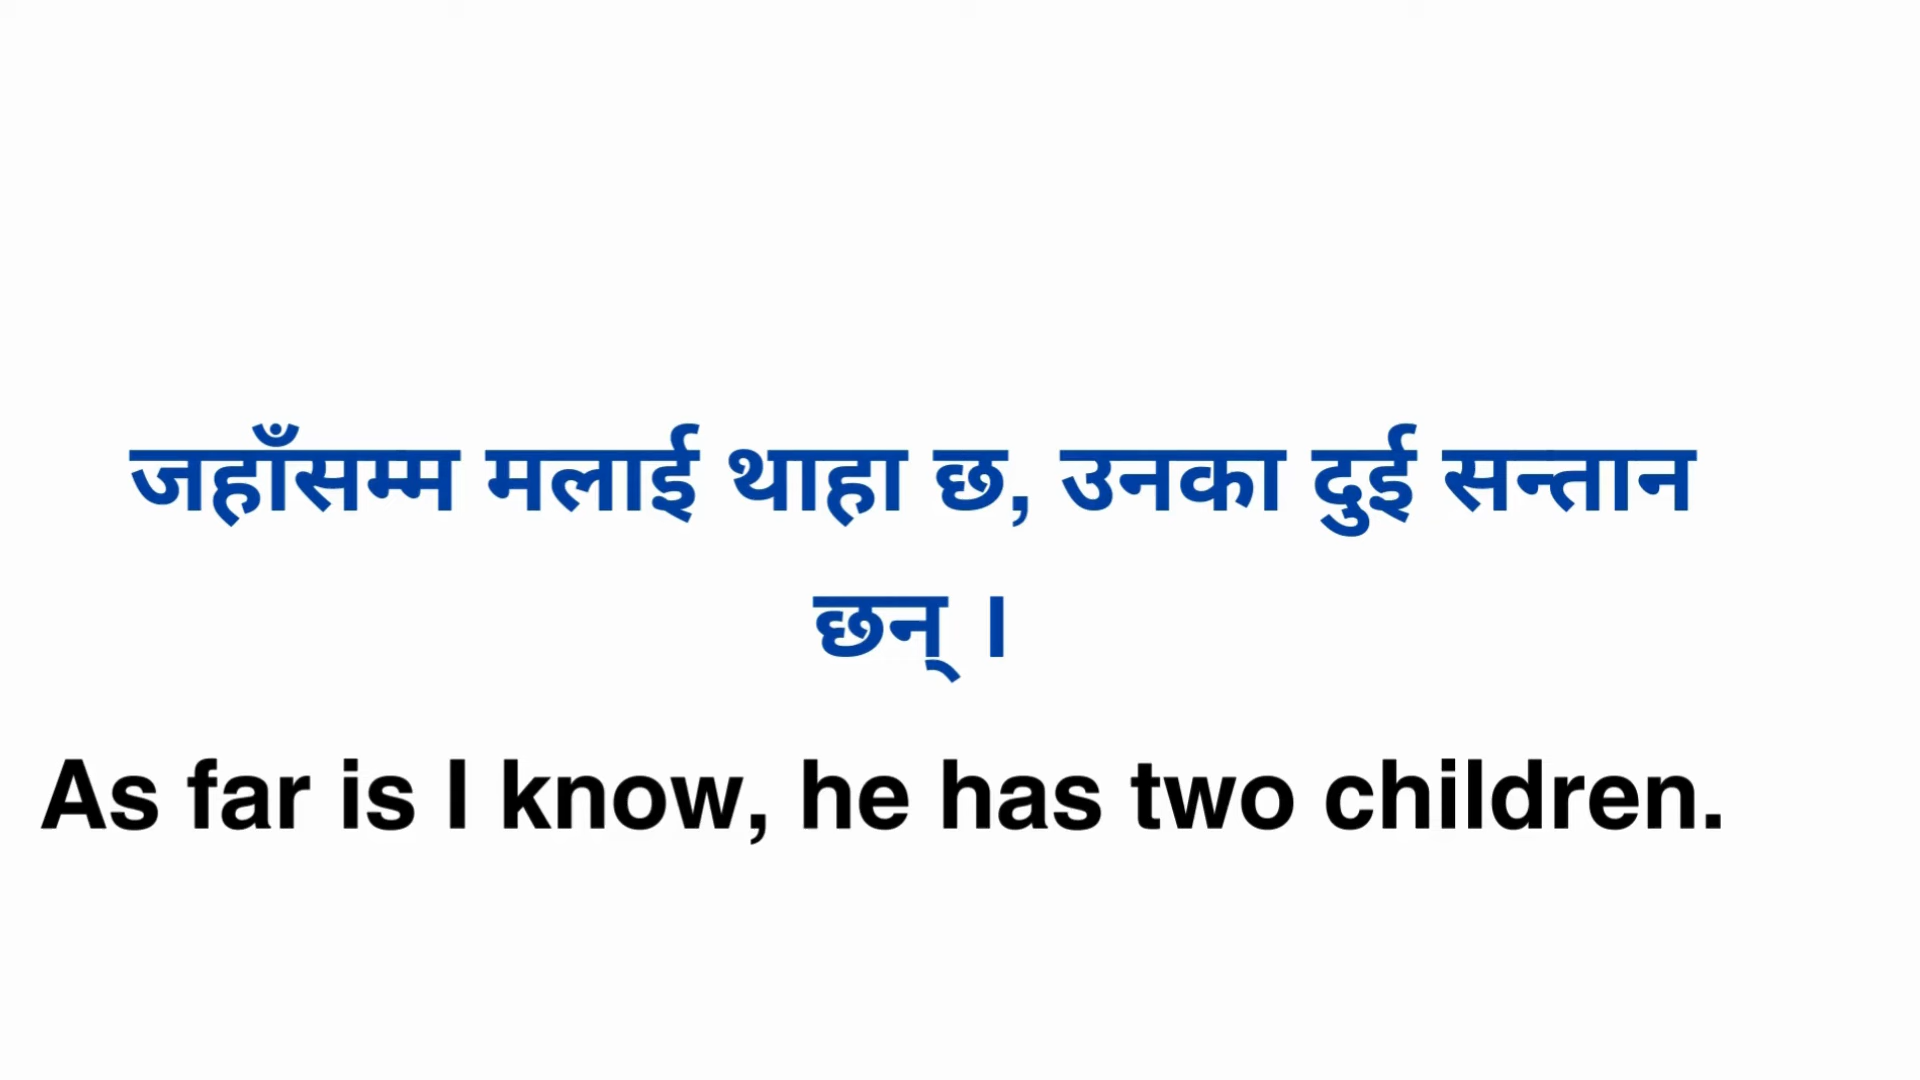 जहाँसम्म मलाई थाहा छ, उनका दुई सन्तान
छन् ।
As far is I know, he has two children.